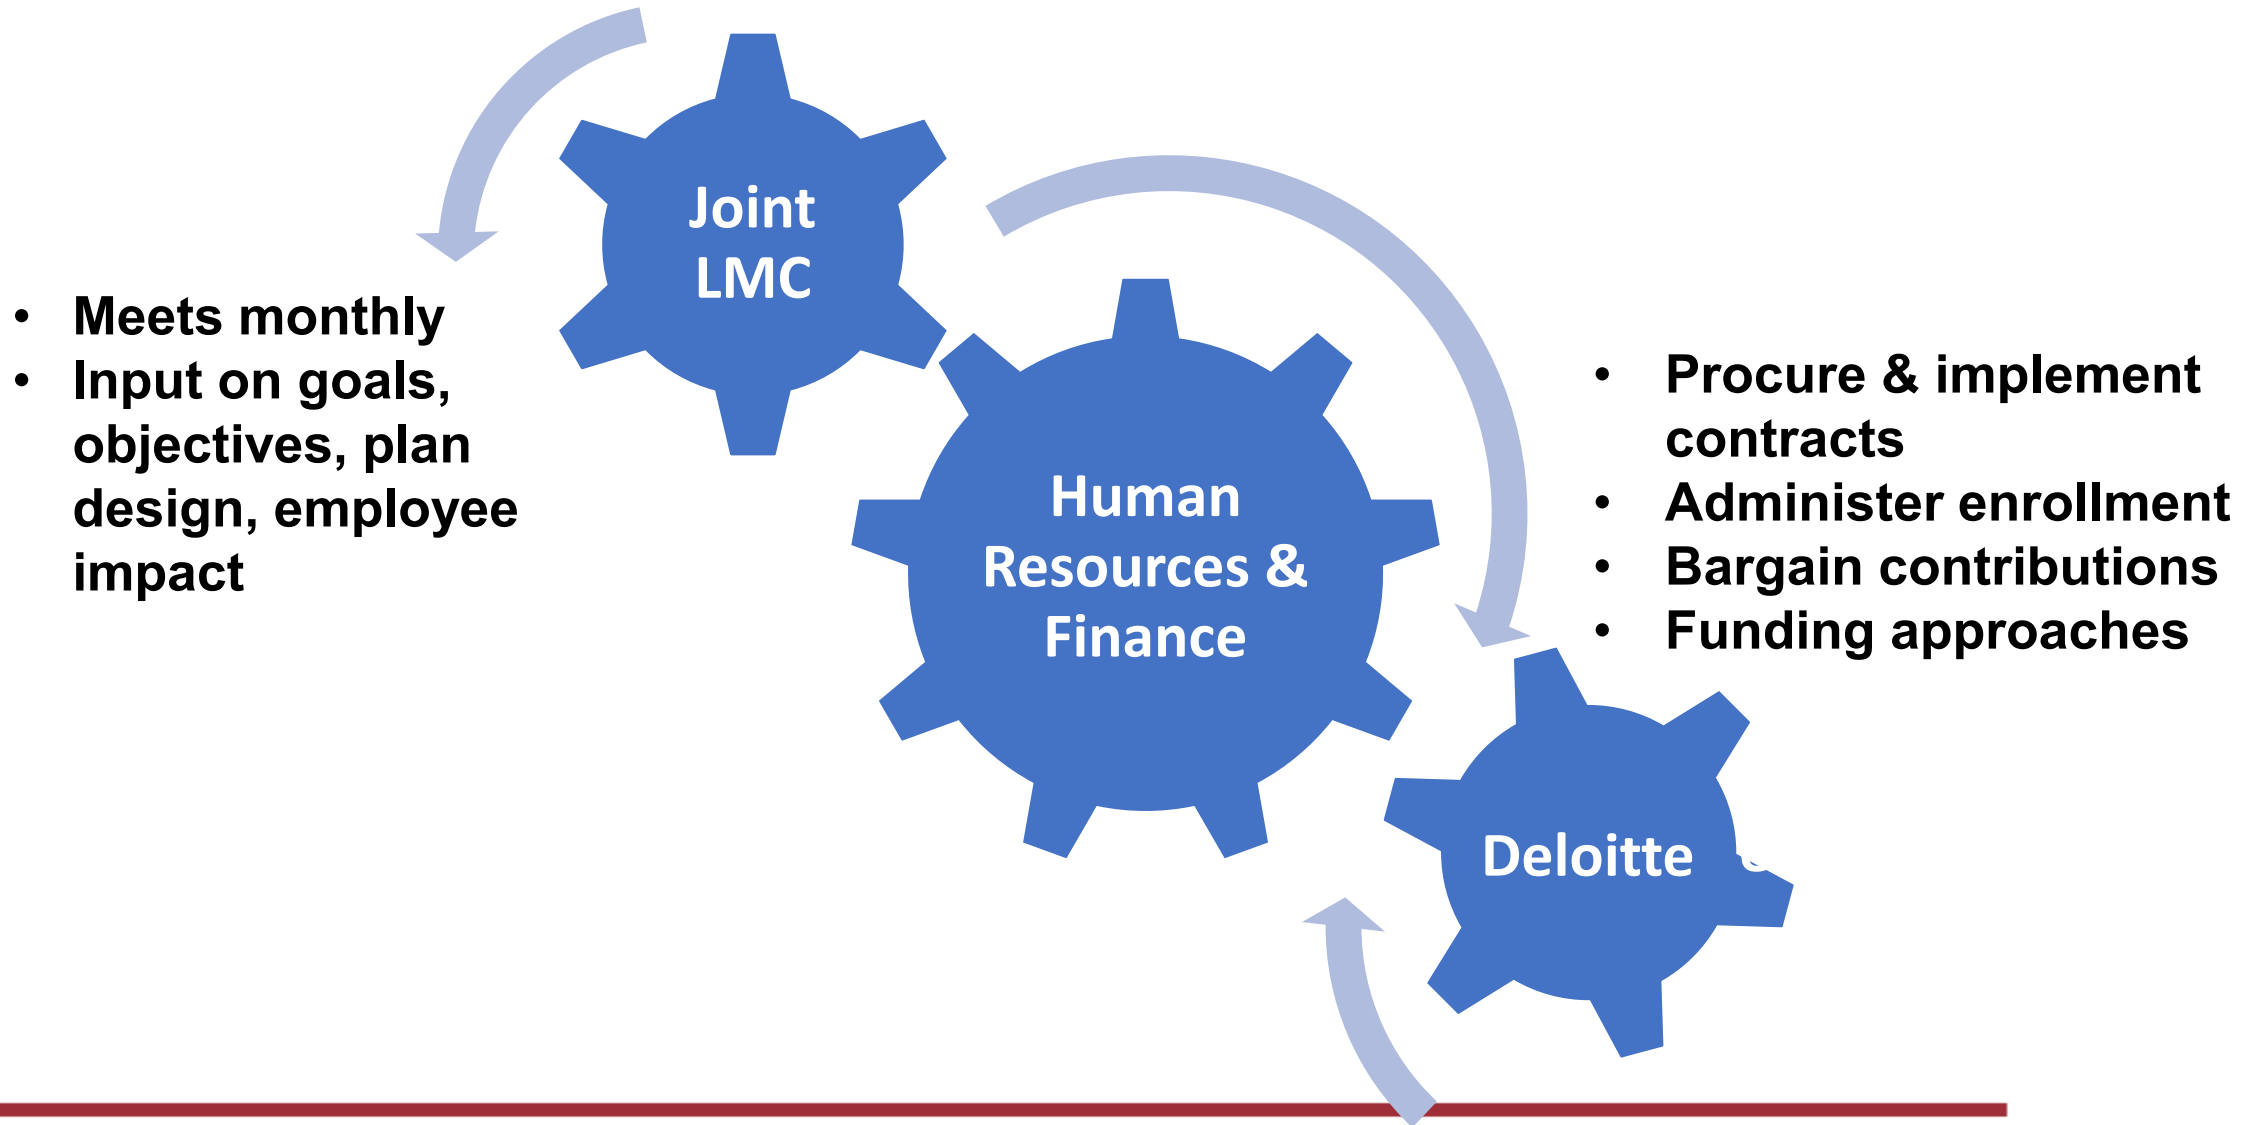 Joint
LMC
• Meets monthly
• Input on goals,
objectives, plan
design, employee
impact
Human
Resources &
Finance
• Procure & implement
contracts
• Administer enrollment
• Bargain contributions
• Funding approaches
Deloitte